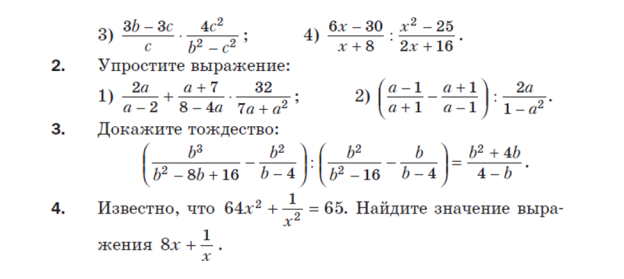 3) \frac{3b – 3c}{c} · \frac{4c^2}{b^2 – c^2}; 4) \frac{6x – 30}{x + 8} : \frac{x^2 – 25}{2x + 16}.
2. Упростите выражение:
1) \frac{2a}{a – 2} + \frac{a + 7}{8 – 4a} · \frac{32}{7a + a^2}; 2) \left(\frac{a – 1}{a + 1} – \frac{a + 1}{a – 1}\right) : \frac{2a}{1 – a^2}.
3. Докажите тождество:
\left(\frac{b^3}{b^2 – 8b + 16} – \frac{b^2}{b – 4}\right) : \left(\frac{b^2}{b^2 – 16} – \frac{b}{b – 4}\right) = \frac{b^2 + 4b}{4 – b}.
4. Известно, что 64x^2 + \frac{1}{x^2} = 65. Найдите значение выра-
жения 8x + \frac{1}{x}.